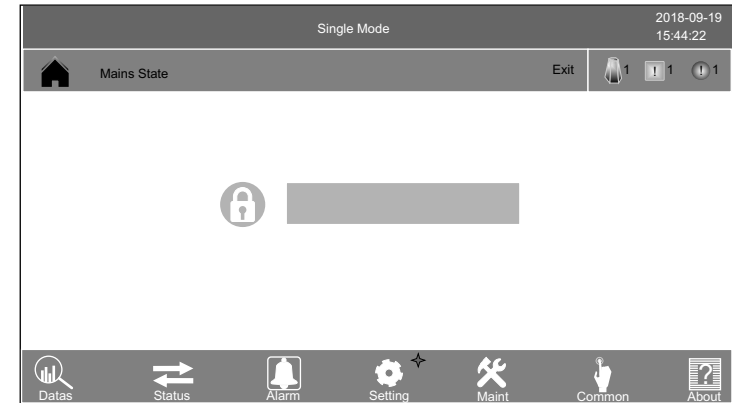 Single Mode
2018-09-19
15:44:22
Mains State
Exit
1
! 1
! 1
Datas
Status
Alarm
Setting
Maint
Common
? About